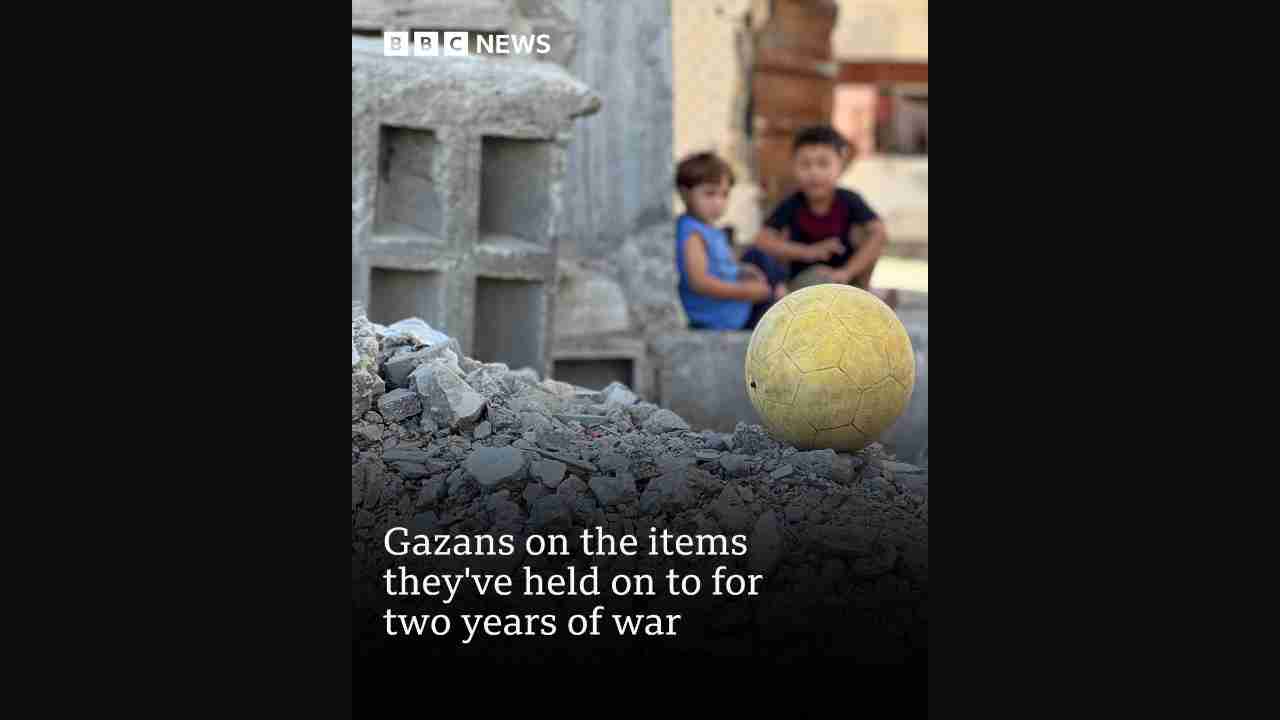 BBC NEWS
Gazans on the items
they've held on to for
two years of war